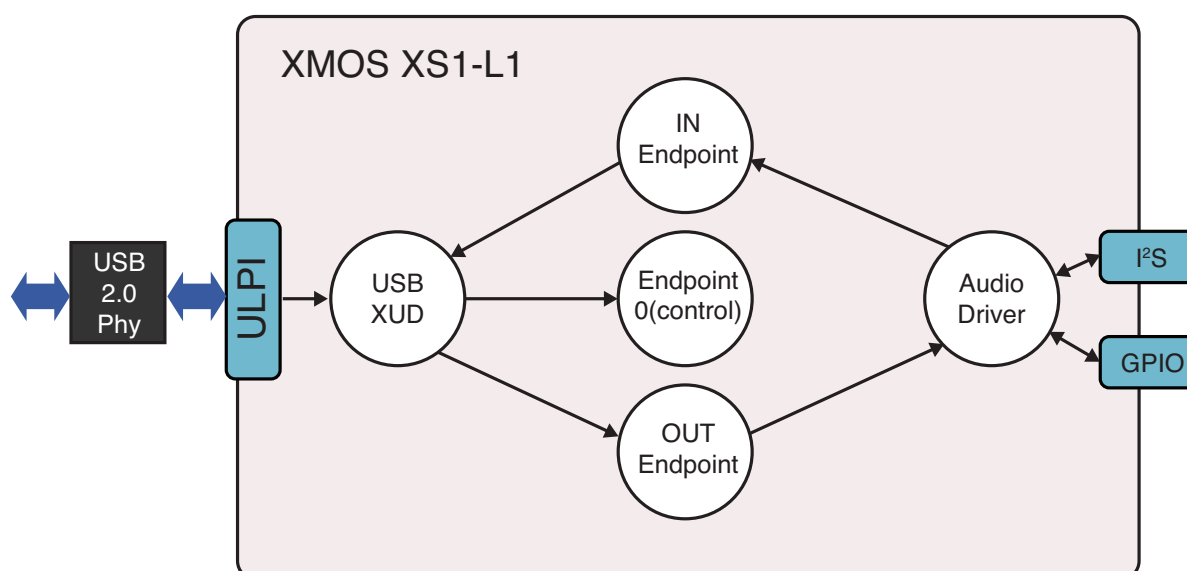 XMOS XS1-L1
IN
Endpoint
USB
2.0
Phy
ULPI
USB
XUD
Endpoint
0(control)
Audio
Driver
I²S
GPIO
OUT
Endpoint